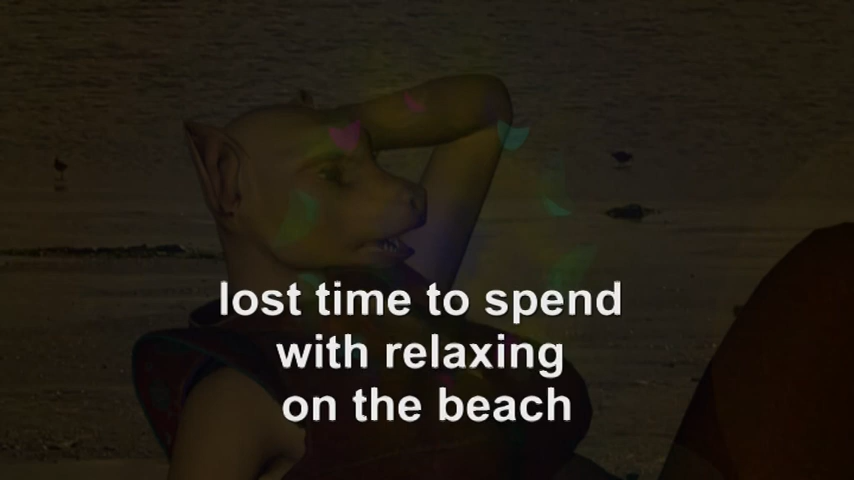 lost time to spend
with relaxing
on the beach